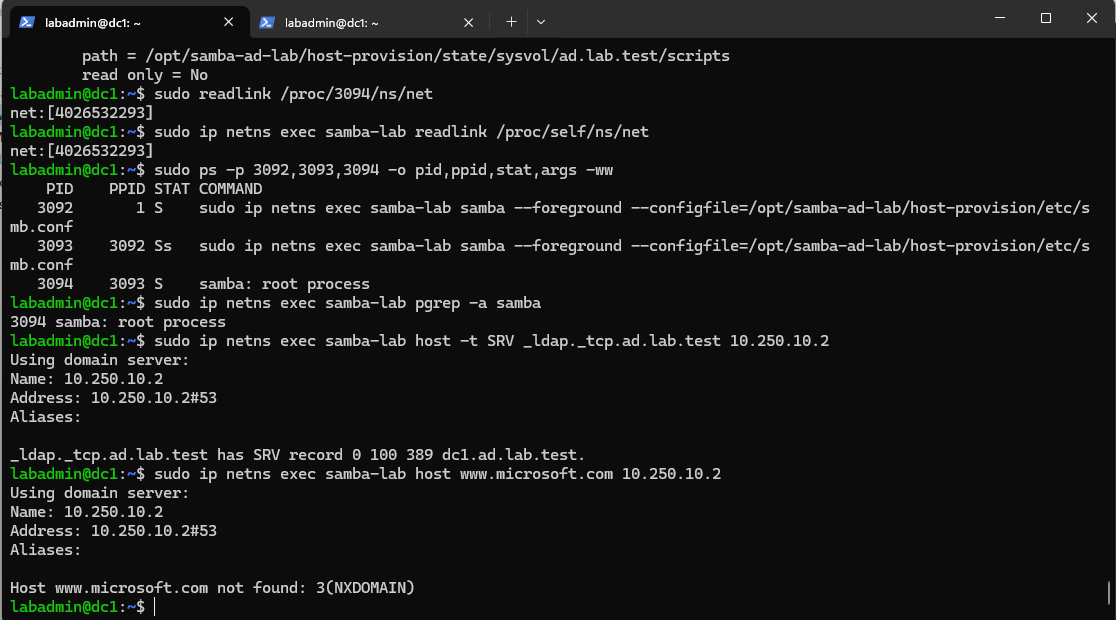 labadmin@dc1: ~
labadmin@dc1: ~
path = /opt/samba-ad-lab/host-provision/state/sysvol/ad.lab.test/scripts
read only = No
labadmin@dc1:~$ sudo readlink /proc/3094/ns/net
net:[4026532293]
labadmin@dc1:~$ sudo ip netns exec samba-lab readlink /proc/self/ns/net
net:[4026532293]
labadmin@dc1:~$ sudo ps -p 3092,3093,3094 -o pid,ppid,stat,args -ww
    PID    PPID STAT COMMAND
   3092       1 S    sudo ip netns exec samba-lab samba --foreground --configfile=/opt/samba-ad-lab/host-provision/etc/s
mb.conf
   3093    3092 Ss   sudo ip netns exec samba-lab samba --foreground --configfile=/opt/samba-ad-lab/host-provision/etc/s
mb.conf
   3094    3093 S    samba: root process
labadmin@dc1:~$ sudo ip netns exec samba-lab pgrep -a samba
3094 samba: root process
labadmin@dc1:~$ sudo ip netns exec samba-lab host -t SRV _ldap._tcp.ad.lab.test 10.250.10.2
Using domain server:
Name: 10.250.10.2
Address: 10.250.10.2#53
Aliases:

_ldap._tcp.ad.lab.test has SRV record 0 100 389 dc1.ad.lab.test.
labadmin@dc1:~$ sudo ip netns exec samba-lab host www.microsoft.com 10.250.10.2
Using domain server:
Name: 10.250.10.2
Address: 10.250.10.2#53
Aliases:

Host www.microsoft.com not found: 3(NXDOMAIN)
labadmin@dc1:~$